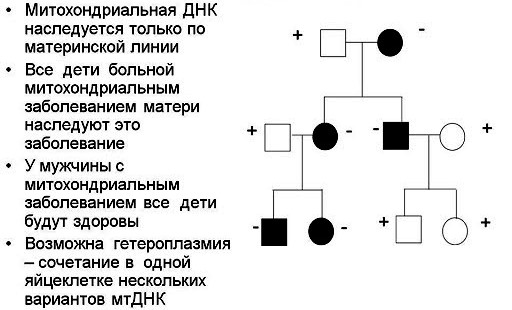 • Митохондриальная ДНК
наследуется только по
материнской линии
• Все дети больной
митохондриальным
заболеванием матери
наследуют это
заболевание
• У мужчины с
митохондриальным
заболеванием все дети
будут здоровы
• Возможна гетероплазмия
– сочетание в одной
яйцеклетке нескольких
вариантов мтДНК
+ -
+ - - +
- - + +